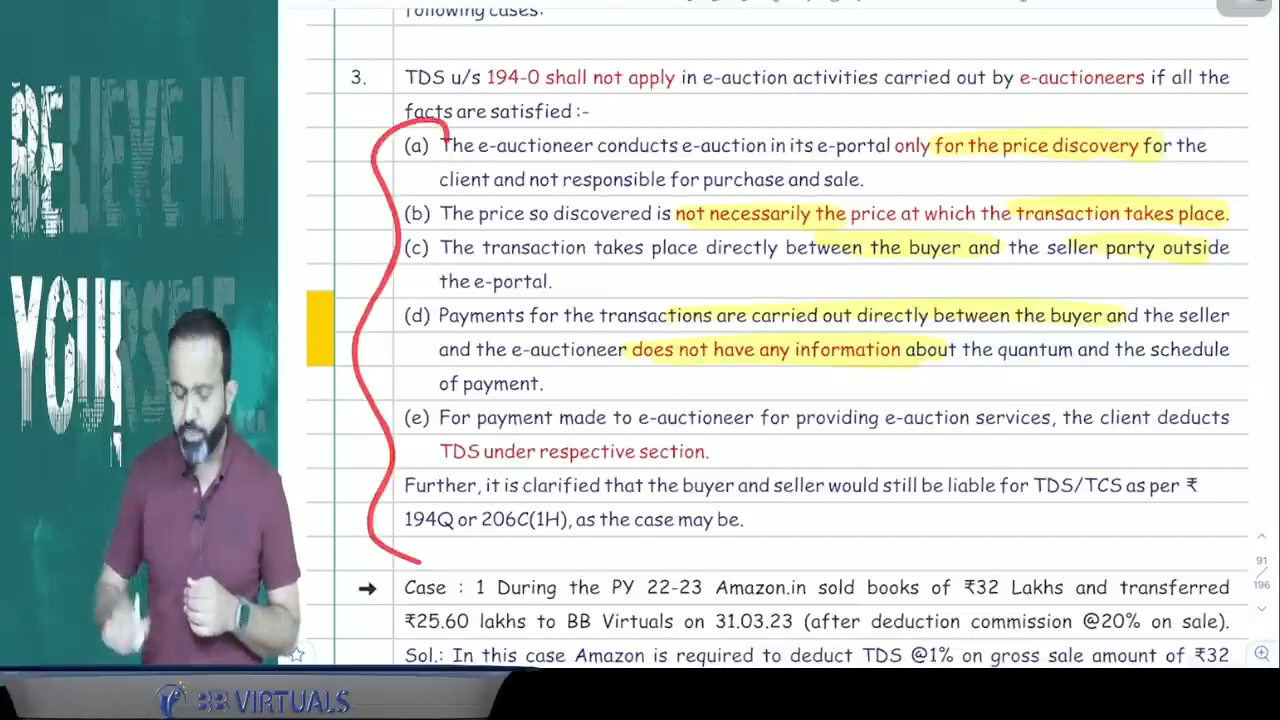 BELIEVE IN
YOURSELF
following cases:
3. TDS u/s 194-O shall not apply in e-auction activities carried out by e-auctioneers if all the
facts are satisfied :-
(a) The e-auctioneer conducts e-auction in its e-portal only for the price discovery for the
client and not responsible for purchase and sale.
(b) The price so discovered is not necessarily the price at which the transaction takes place.
(c) The transaction takes place directly between the buyer and the seller party outside
the e-portal.
(d) Payments for the transactions are carried out directly between the buyer and the seller
and the e-auctioneer does not have any information about the quantum and the schedule
of payment.
(e) For payment made to e-auctioneer for providing e-auction services, the client deducts
TDS under respective section.
Further, it is clarified that the buyer and seller would still be liable for TDS/TCS as per ₹
194Q or 206C(1H), as the case may be.
→ Case : 1 During the PY 22-23 Amazon.in sold books of ₹32 Lakhs and transferred
₹25.60 lakhs to BB Virtuals on 31.03.23 (after deduction commission @20% on sale).
Sol.: In this case Amazon is required to deduct TDS @1% on gross sale amount of ₹32
91
196
BB VIRTUALS